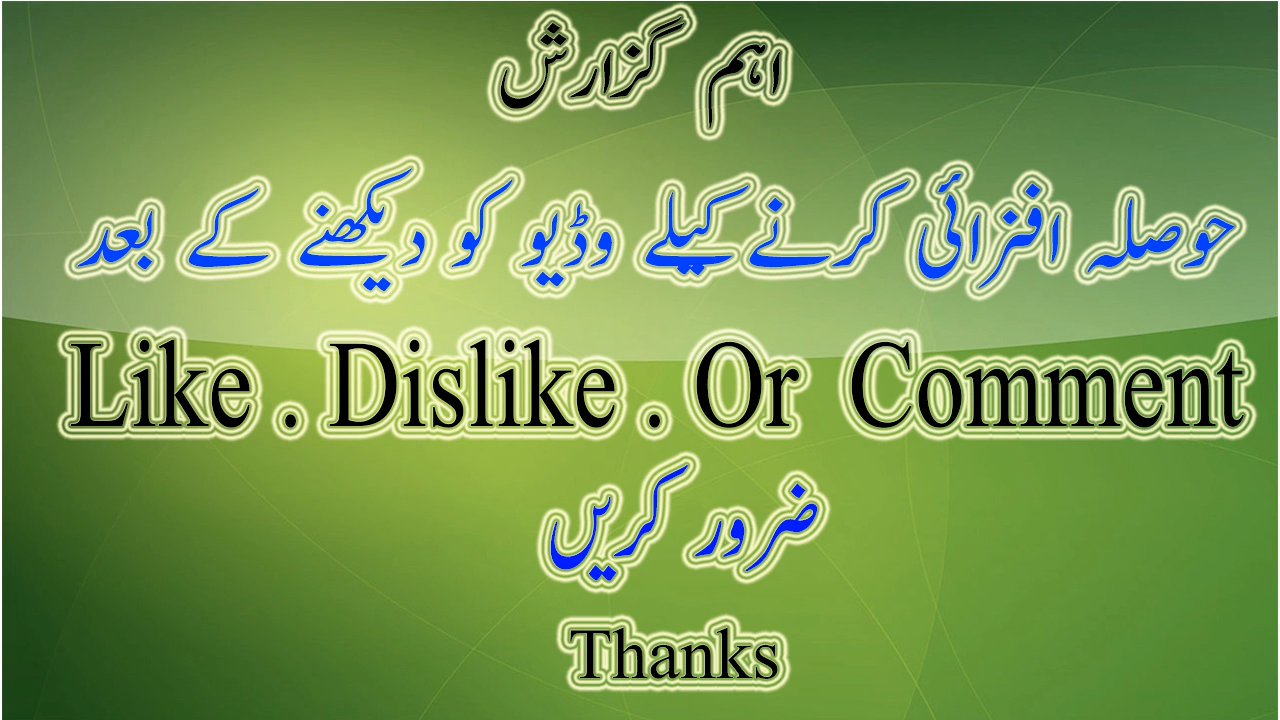 اہم گزارش
حوصلہ افزائی کرنے کیلے وڈیو کو دیکھنے کے بعد
Like . Dislike . Or Comment
ضرور کریں
Thanks